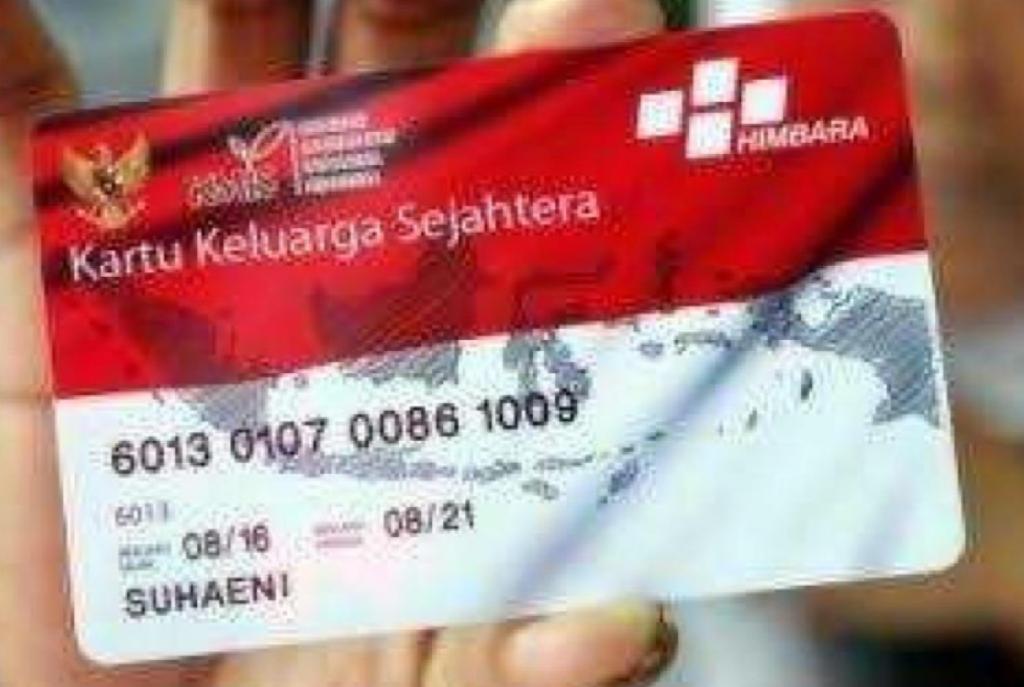 HIMBARA
Kartu Keluarga Sejahtera
6013 0107 0086 1009
6013
08/16 08/21
SUHAENI